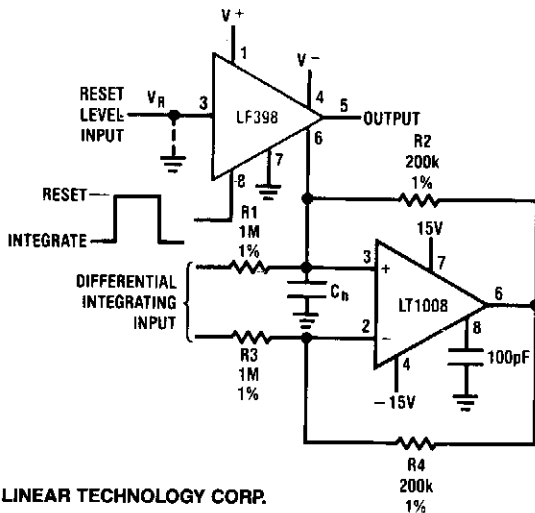 V+
V−
1
RESET
LEVEL
INPUT
VR
3
LF398
4
5
OUTPUT
6
7
8
R2
200k
1%
RESET
INTEGRATE
R1
1M
1%
15V
3
+
7
DIFFERENTIAL
INTEGRATING
INPUT
Ch
LT1008
6
2
−
8
100pF
4
−15V
R3
1M
1%
R4
200k
1%
LINEAR TECHNOLOGY CORP.